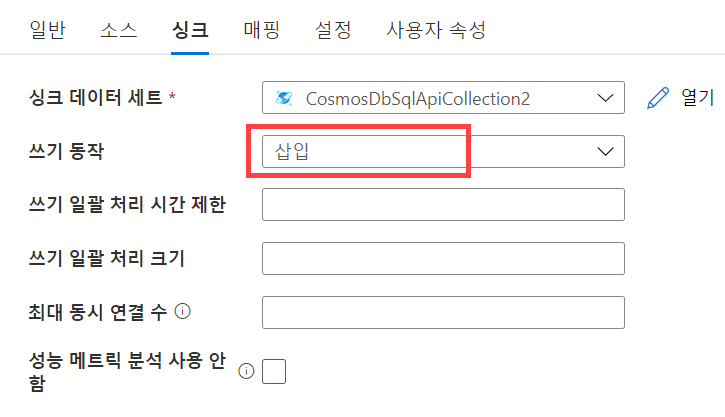 일반 소스 싱크 매핑 설정 사용자 속성
싱크 데이터 세트 * CosmosDbSqlApiCollection2 열기
쓰기 동작 삽입
쓰기 일괄 처리 시간 제한
쓰기 일괄 처리 크기
최대 동시 연결 수
성능 메트릭 분석 사용 안
함